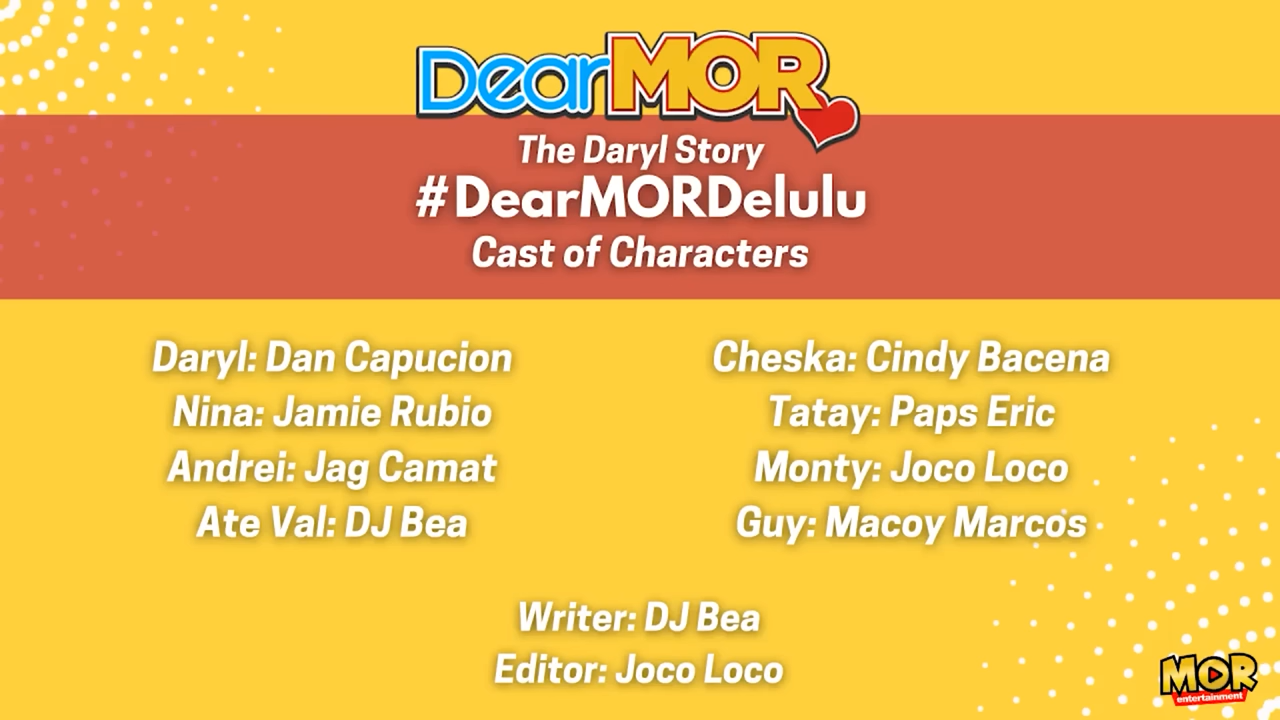 DearMOR
The Daryl Story
#DearMORDelulu
Cast of Characters
Daryl: Dan Capucion
Nina: Jamie Rubio
Andrei: Jag Camat
Ate Val: DJ Bea
Cheska: Cindy Bacena
Tatay: Paps Eric
Monty: Joco Loco
Guy: Macoy Marcos
Writer: DJ Bea
Editor: Joco Loco
MOR
entertainment